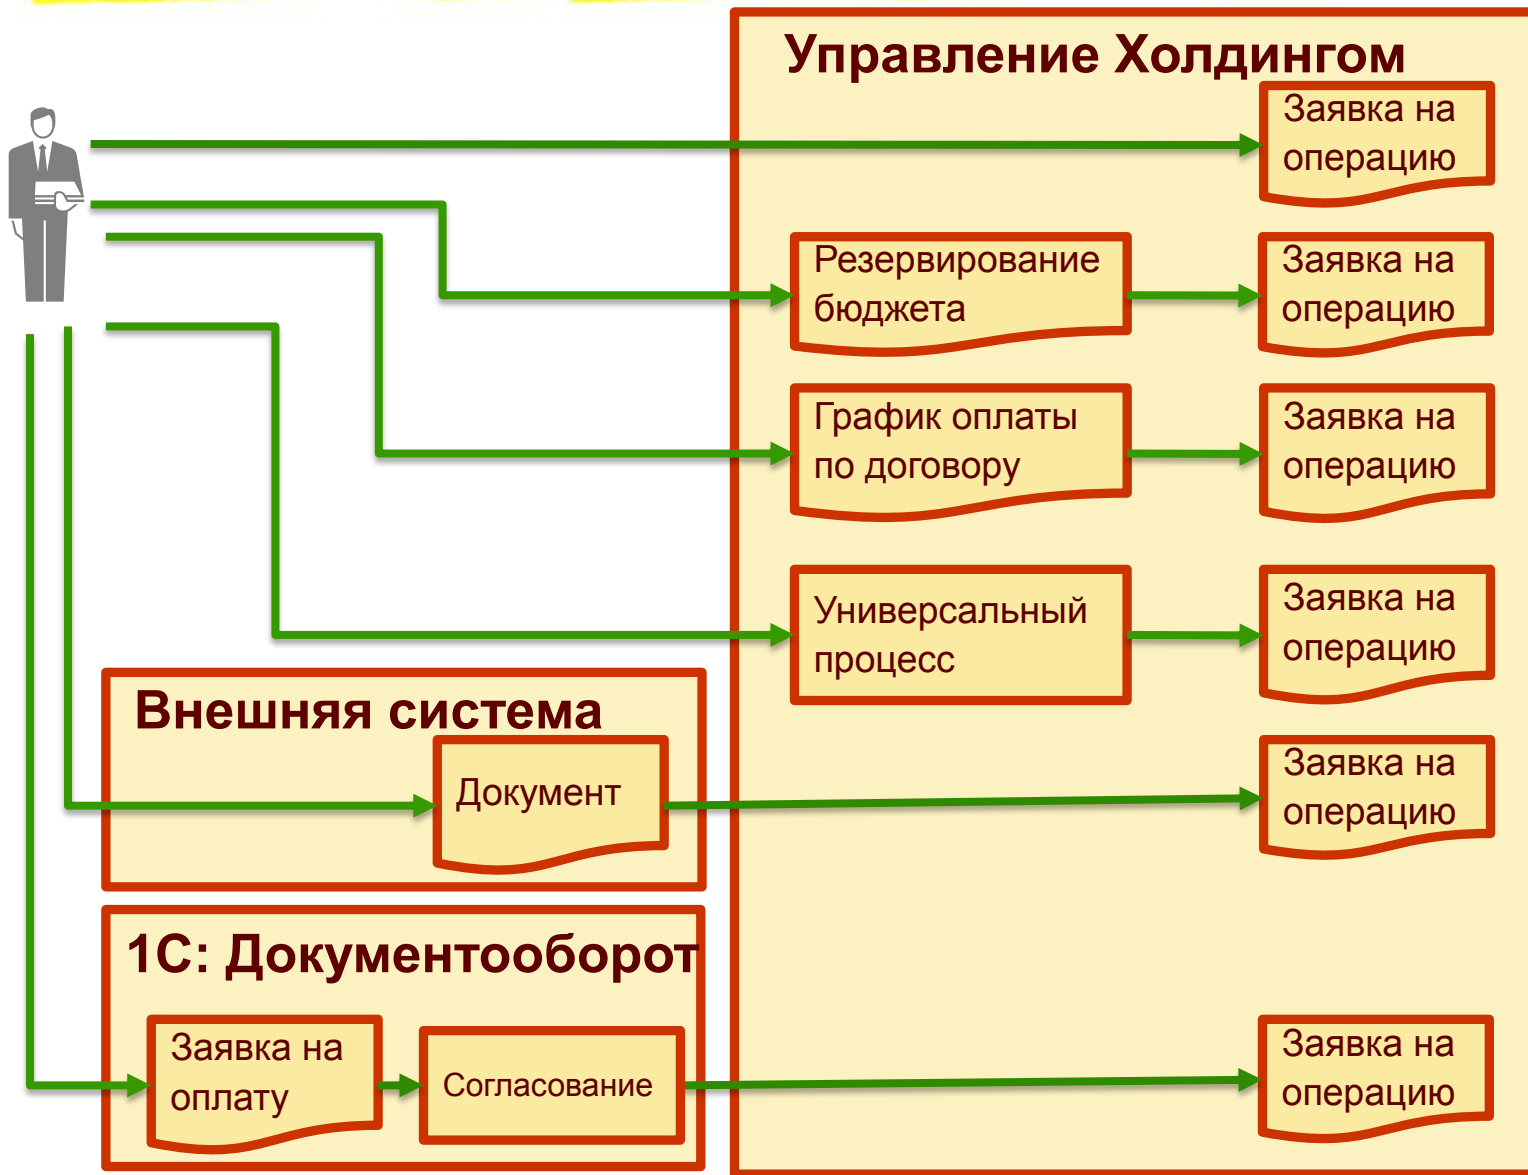 Управление Холдингом
Заявка на
операцию
Резервирование
бюджета
Заявка на
операцию
График оплаты
по договору
Заявка на
операцию
Универсальный
процесс
Заявка на
операцию
Внешняя система
Документ
Заявка на
операцию
1С: Документооборот
Заявка на
оплату
Согласование
Заявка на
операцию